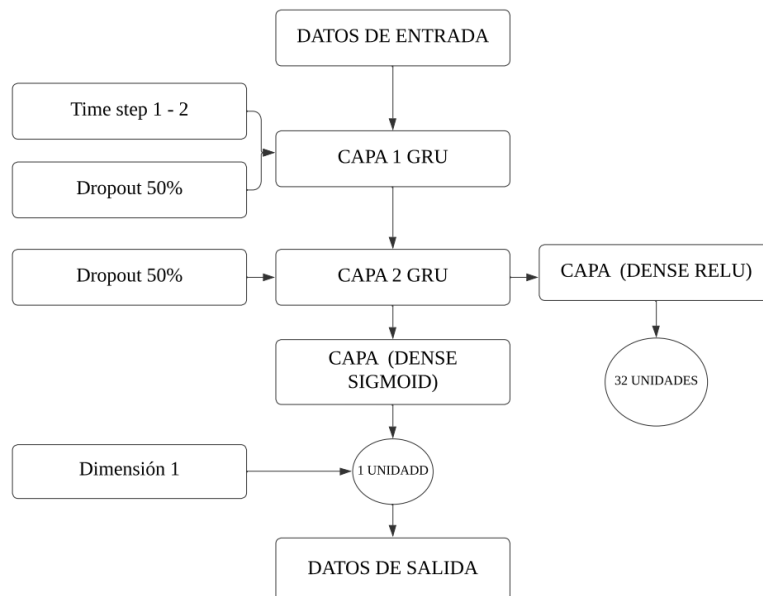 DATOS DE ENTRADA
Time step 1 - 2
CAPA 1 GRU
Dropout 50%
Dropout 50%
CAPA 2 GRU
CAPA (DENSE RELU)
CAPA (DENSE
SIGMOID)
32 UNIDADES
Dimensión 1
1 UNIDADD
DATOS DE SALIDA